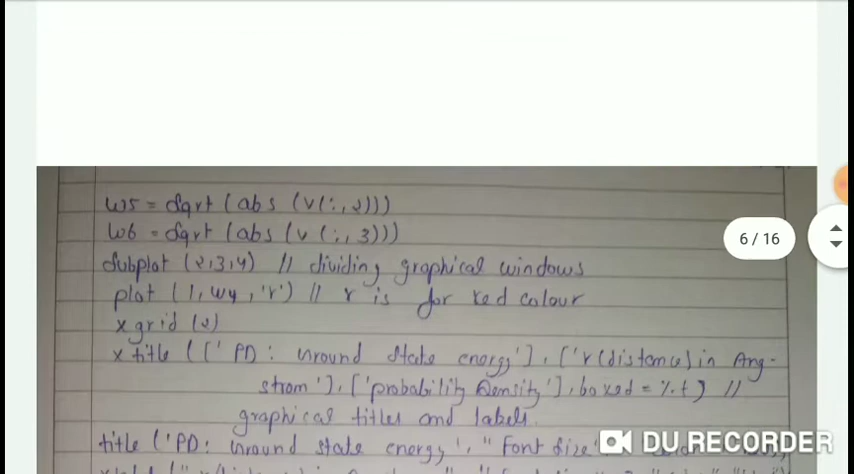 w5 = sqrt (abs (v(:,2)))
w6 = sqrt (abs (v(:,3)))
subplot (2,3,4) // dividing graphical windows
plot (1, w4, 'r') // r is for red colour
xgrid (2)
xtitle (['PD: Ground state energy'], ['r(distance) in Ang-
strom'], ['probability Density'], boxed = %t) //
graphical titles and labels.
title ('PD: Ground state energy', "Font Size"
6 / 16
DU RECORDER